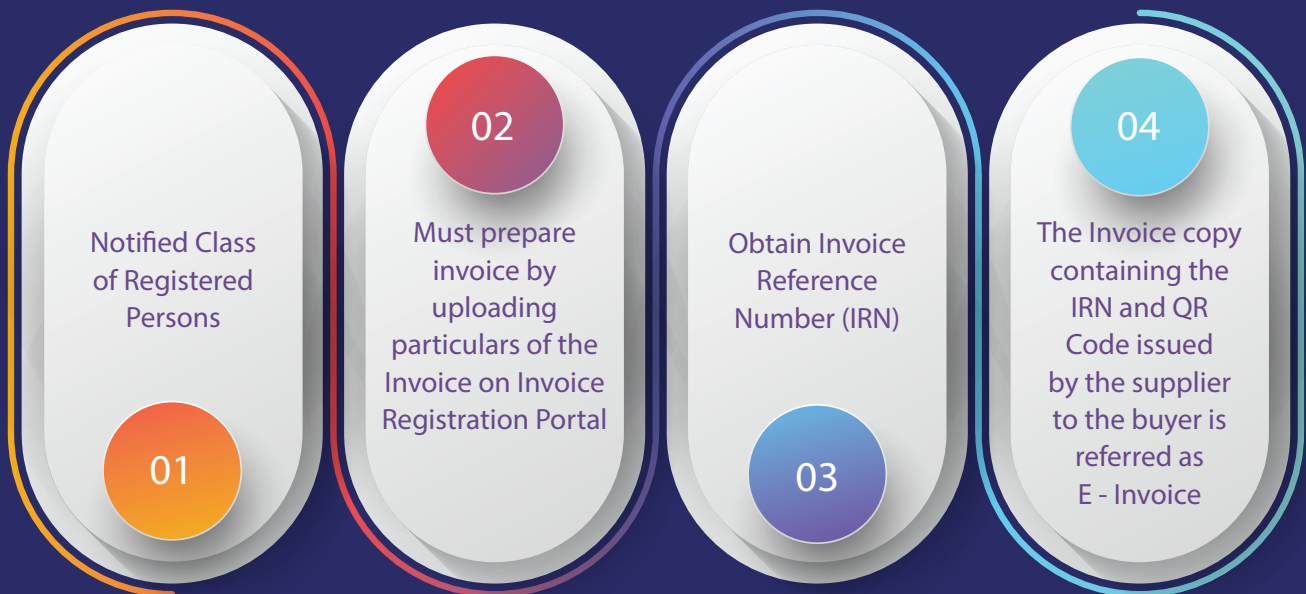 Notified Class
of Registered
Persons
01
02
Must prepare
invoice by
uploading
particulars of the
Invoice on Invoice
Registration Portal
Obtain Invoice
Reference
Number (IRN)
03
04
The Invoice copy
containing the
IRN and QR
Code issued
by the supplier
to the buyer is
referred as
E - Invoice